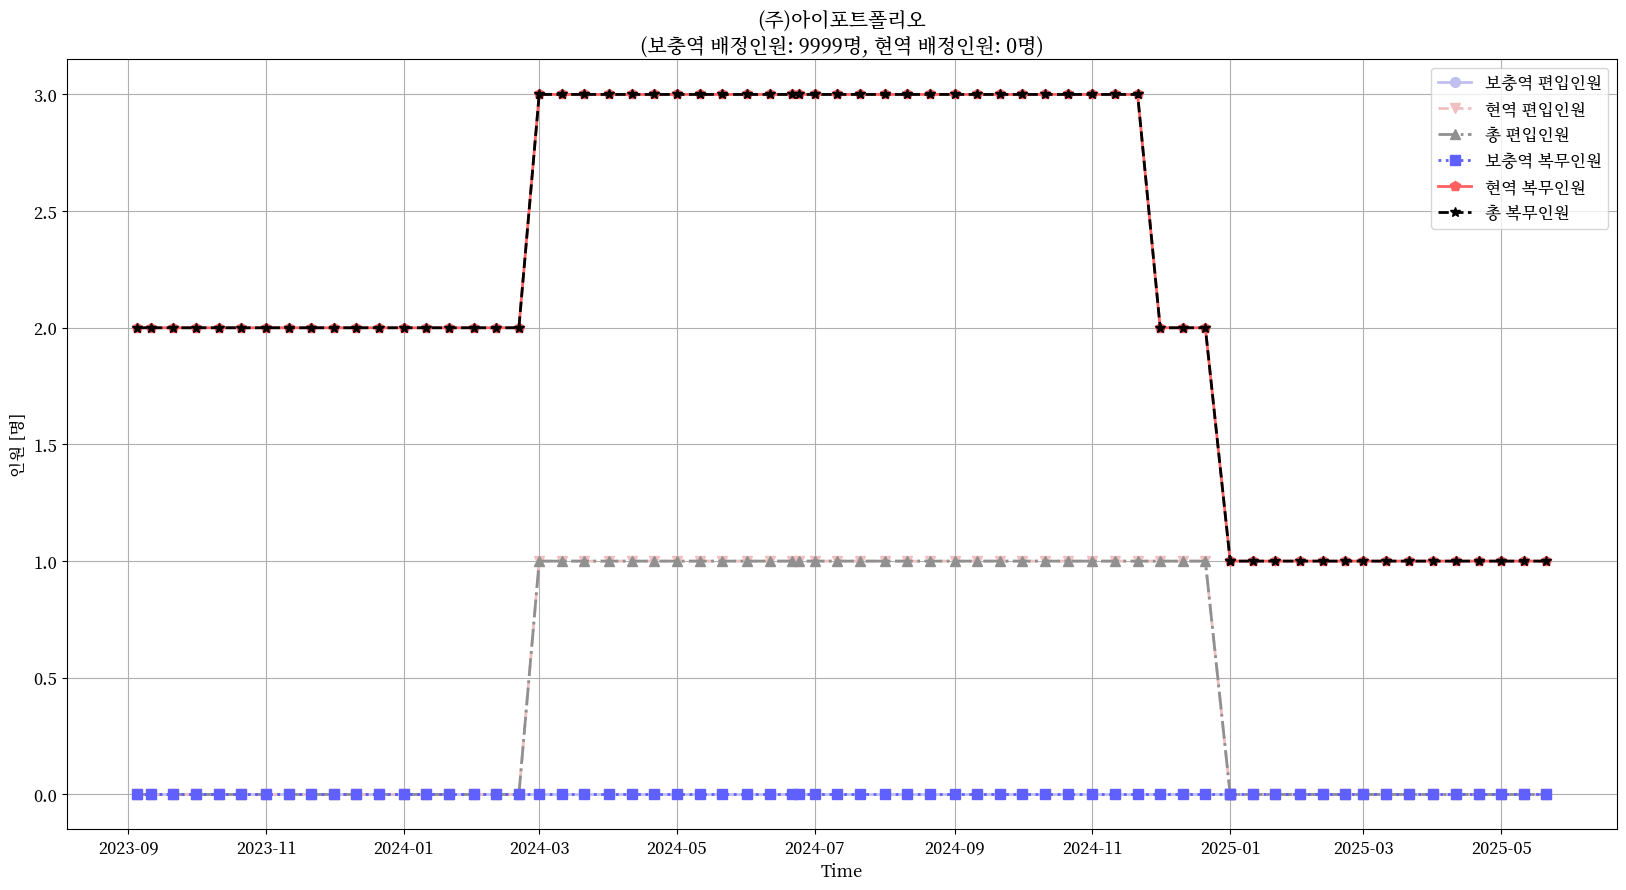 (주)아이포트폴리오
(보충역 배정인원: 9999명, 현역 배정인원: 0명)
보충역 편입인원
현역 편입인원
총 편입인원
보충역 복무인원
현역 복무인원
총 복무인원
인원 [명]
3.0
2.5
2.0
1.5
1.0
0.5
0.0
2023-09 2023-11 2024-01 2024-03 2024-05 2024-07 2024-09 2024-11 2025-01 2025-03 2025-05
Time